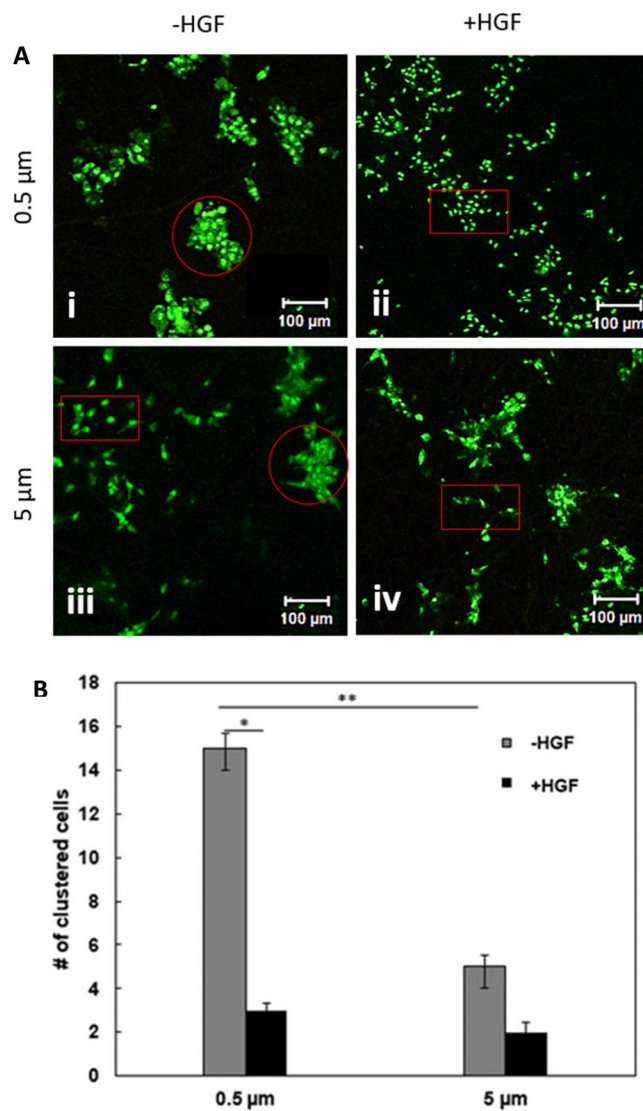 -HGF +HGF
A
0.5 µm
i
100 µm
ii
100 µm
5 µm
iii
100 µm
iv
100 µm
B
18
**
16
*
-HGF
14
+HGF
12
10
8
6
4
2
0
# of clustered cells
0.5 µm 5 µm